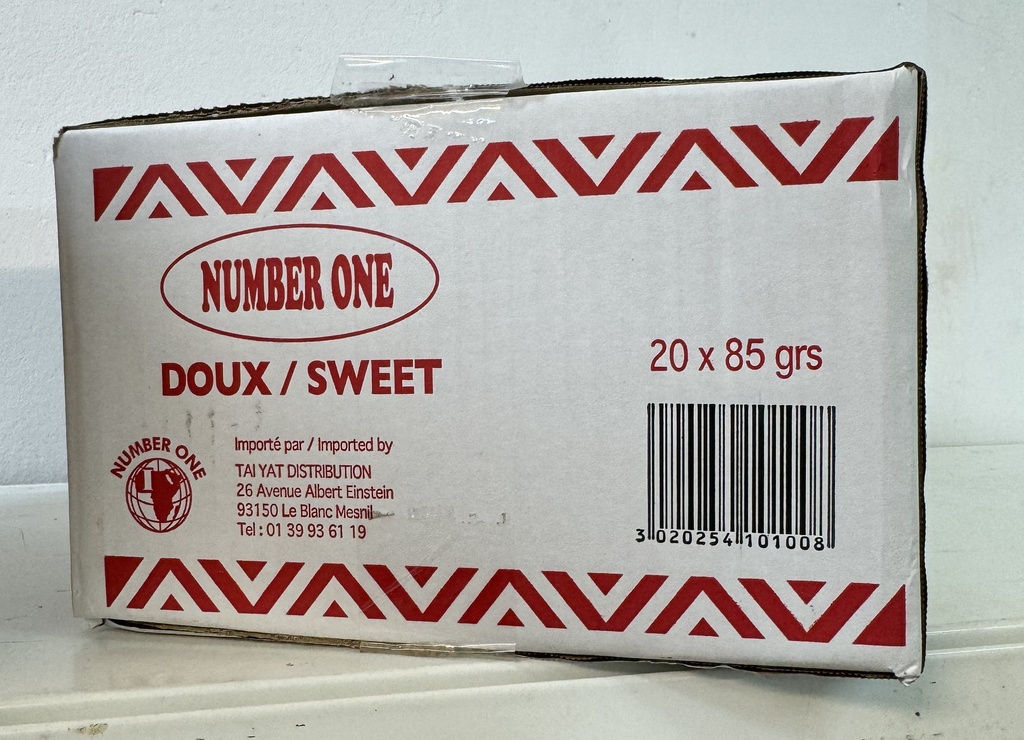 NUMBER ONE
DOUX / SWEET
20 x 85 grs
NUMBER ONE
Importé par / Imported by
TAI YAT DISTRIBUTION
26 Avenue Albert Einstein
93150 Le Blanc Mesnil
Tel : 01 39 93 61 19
3 020254 101008